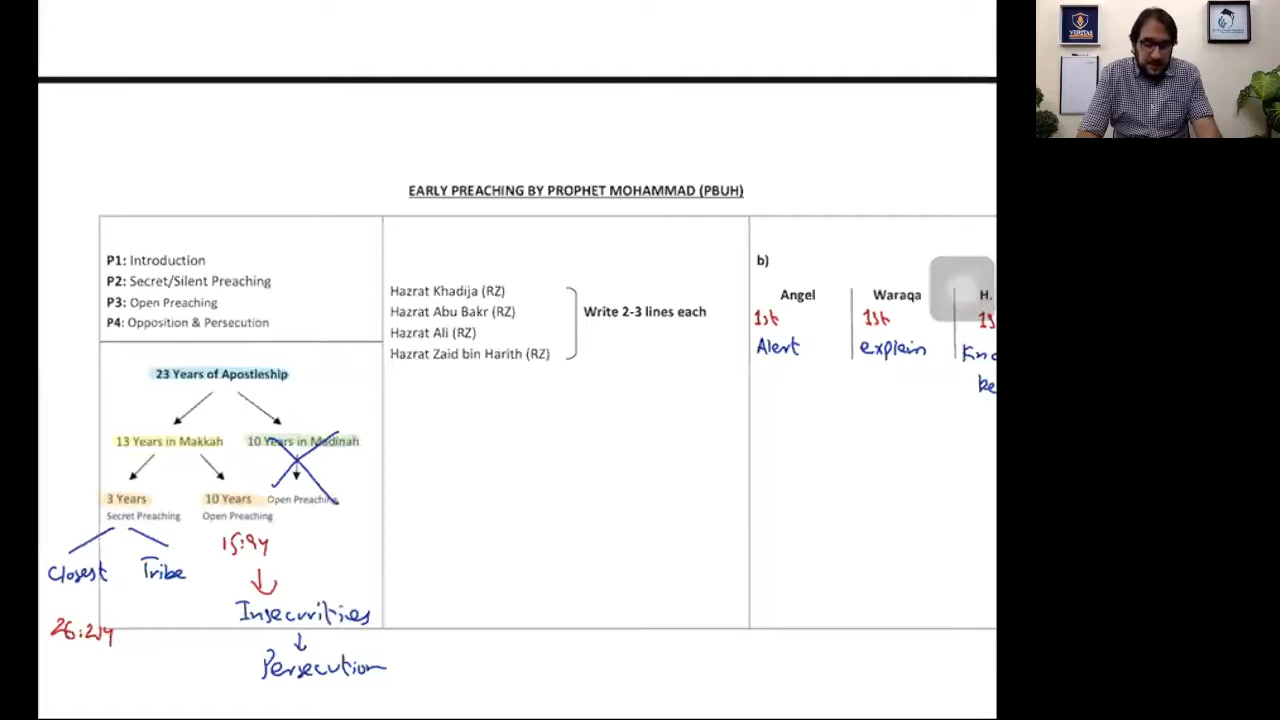 VERITAS
EARLY PREACHING BY PROPHET MOHAMMAD (PBUH)
P1: Introduction
P2: Secret/Silent Preaching
P3: Open Preaching
P4: Opposition & Persecution
23 Years of Apostleship
13 Years in Makkah
10 Years in Madinah
3 Years
Secret Preaching
10 Years
Open Preaching
Open Preaching
15:94
Closest
Tribe
26:214
Insecurities
Persecution
Hazrat Khadija (RZ)
Hazrat Abu Bakr (RZ)
Hazrat Ali (RZ)
Hazrat Zaid bin Harith (RZ)
Write 2-3 lines each
b)
Angel
Waraqa
H.
1st
1st
Alert
explain